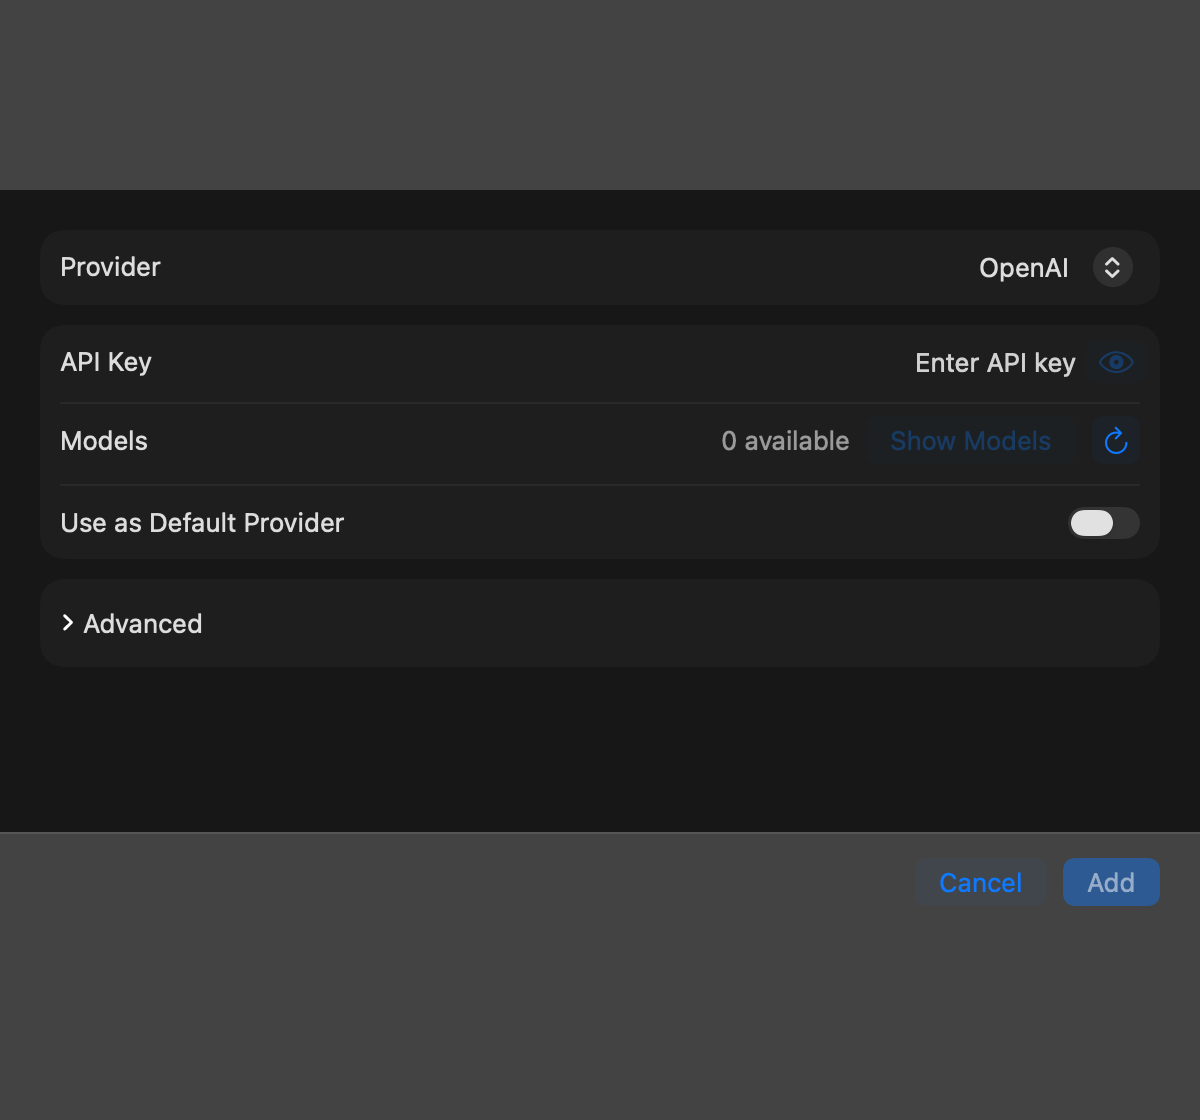 Provider OpenAI
API Key Enter API key
Models 0 available Show Models
Use as Default Provider
Advanced
Cancel Add